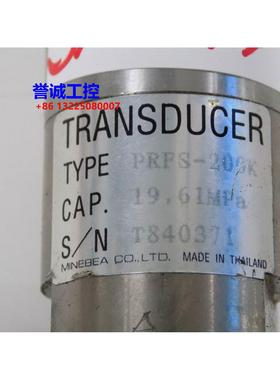 誉诚工控
+86 13225080007
TRANSDUCER
TYPE PRFS-200K
CAP. 19.61MPa
S/N T840371
MINEBEA CO., LTD. MADE IN THAILAND